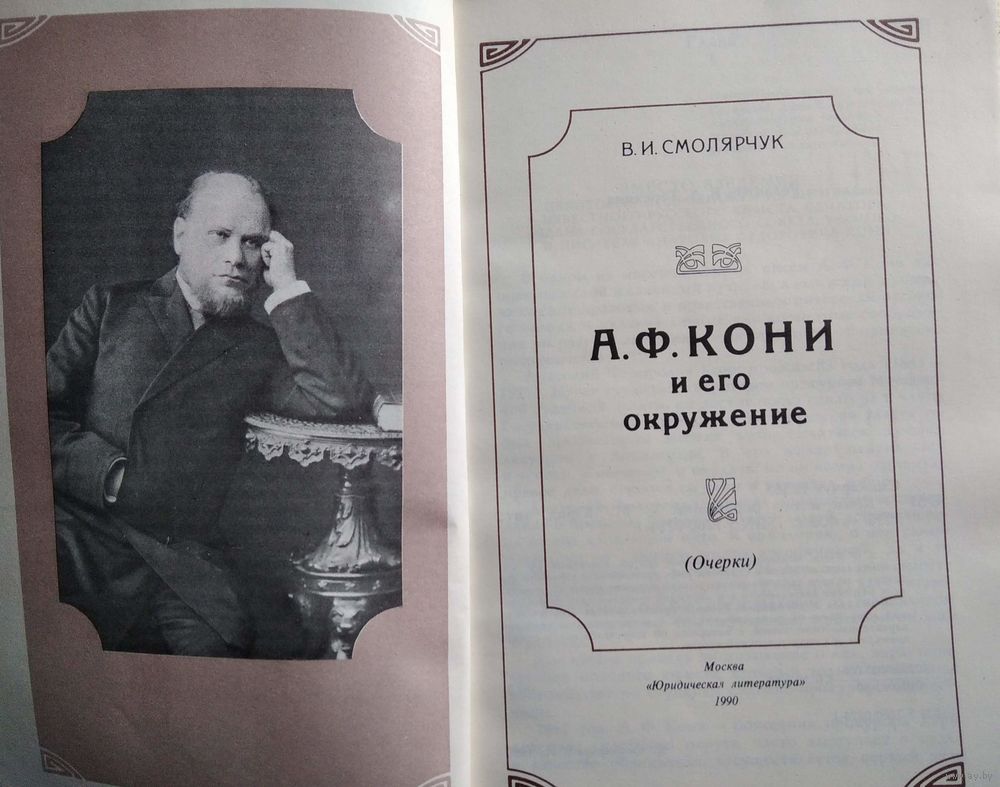 В. И. СМОЛЯРЧУК
А. Ф. КОНИ
и его
окружение
(Очерки)
Москва
«Юридическая литература»
1990